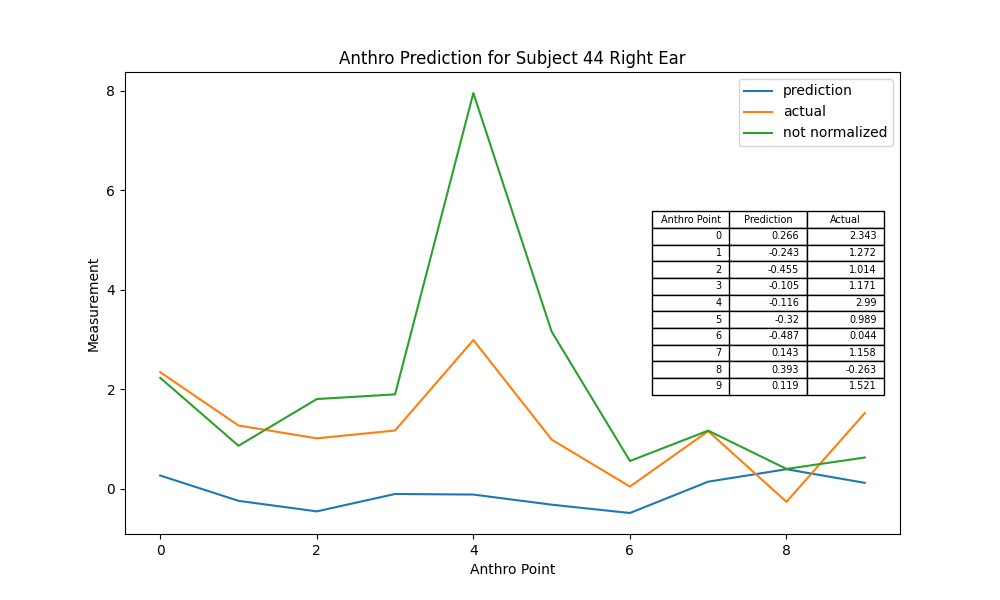 Anthro Prediction for Subject 44 Right Ear
8
6
4
2
0
Measurement
0 2 4 6 8
Anthro Point
prediction
actual
not normalized
Anthro Point Prediction Actual
0 0.266 2.343
1 -0.243 1.272
2 -0.455 1.014
3 -0.105 1.171
4 -0.116 2.99
5 -0.32 0.989
6 -0.487 0.044
7 0.143 1.158
8 0.393 -0.263
9 0.119 1.521